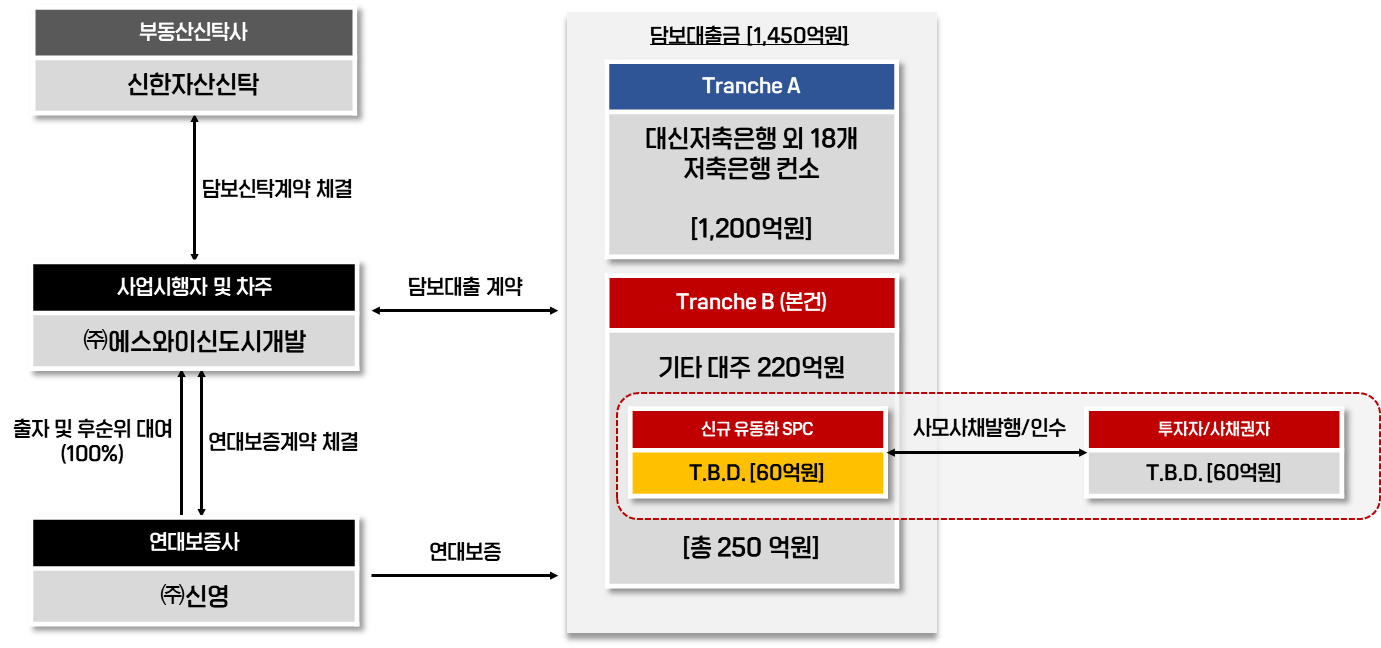 부동산신탁사
신한자산신탁
담보신탁계약 체결
사업시행자 및 차주
㈜에스와이신도시개발
출자 및 후순위 대여
(100%)
연대보증계약 체결
연대보증사
㈜신영
담보대출 계약
연대보증
담보대출금 [1,450억원]
Tranche A
대신저축은행 외 18개
저축은행 컨소
[1,200억원]
Tranche B (본건)
기타 대주 220억원
신규 유동화 SPC
T.B.D. [60억원]
[총 250 억원]
사모사채발행/인수
투자자/사채권자
T.B.D. [60억원]